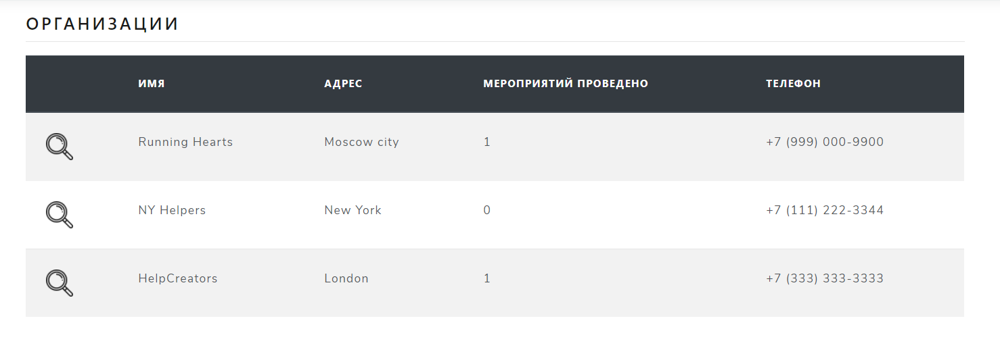 ОРГАНИЗАЦИИ
ИМЯ АДРЕС МЕРОПРИЯТИЙ ПРОВЕДЕНО ТЕЛЕФОН
Running Hearts Moscow city 1 +7 (999) 000-9900
NY Helpers New York 0 +7 (111) 222-3344
HelpCreators London 1 +7 (333) 333-3333